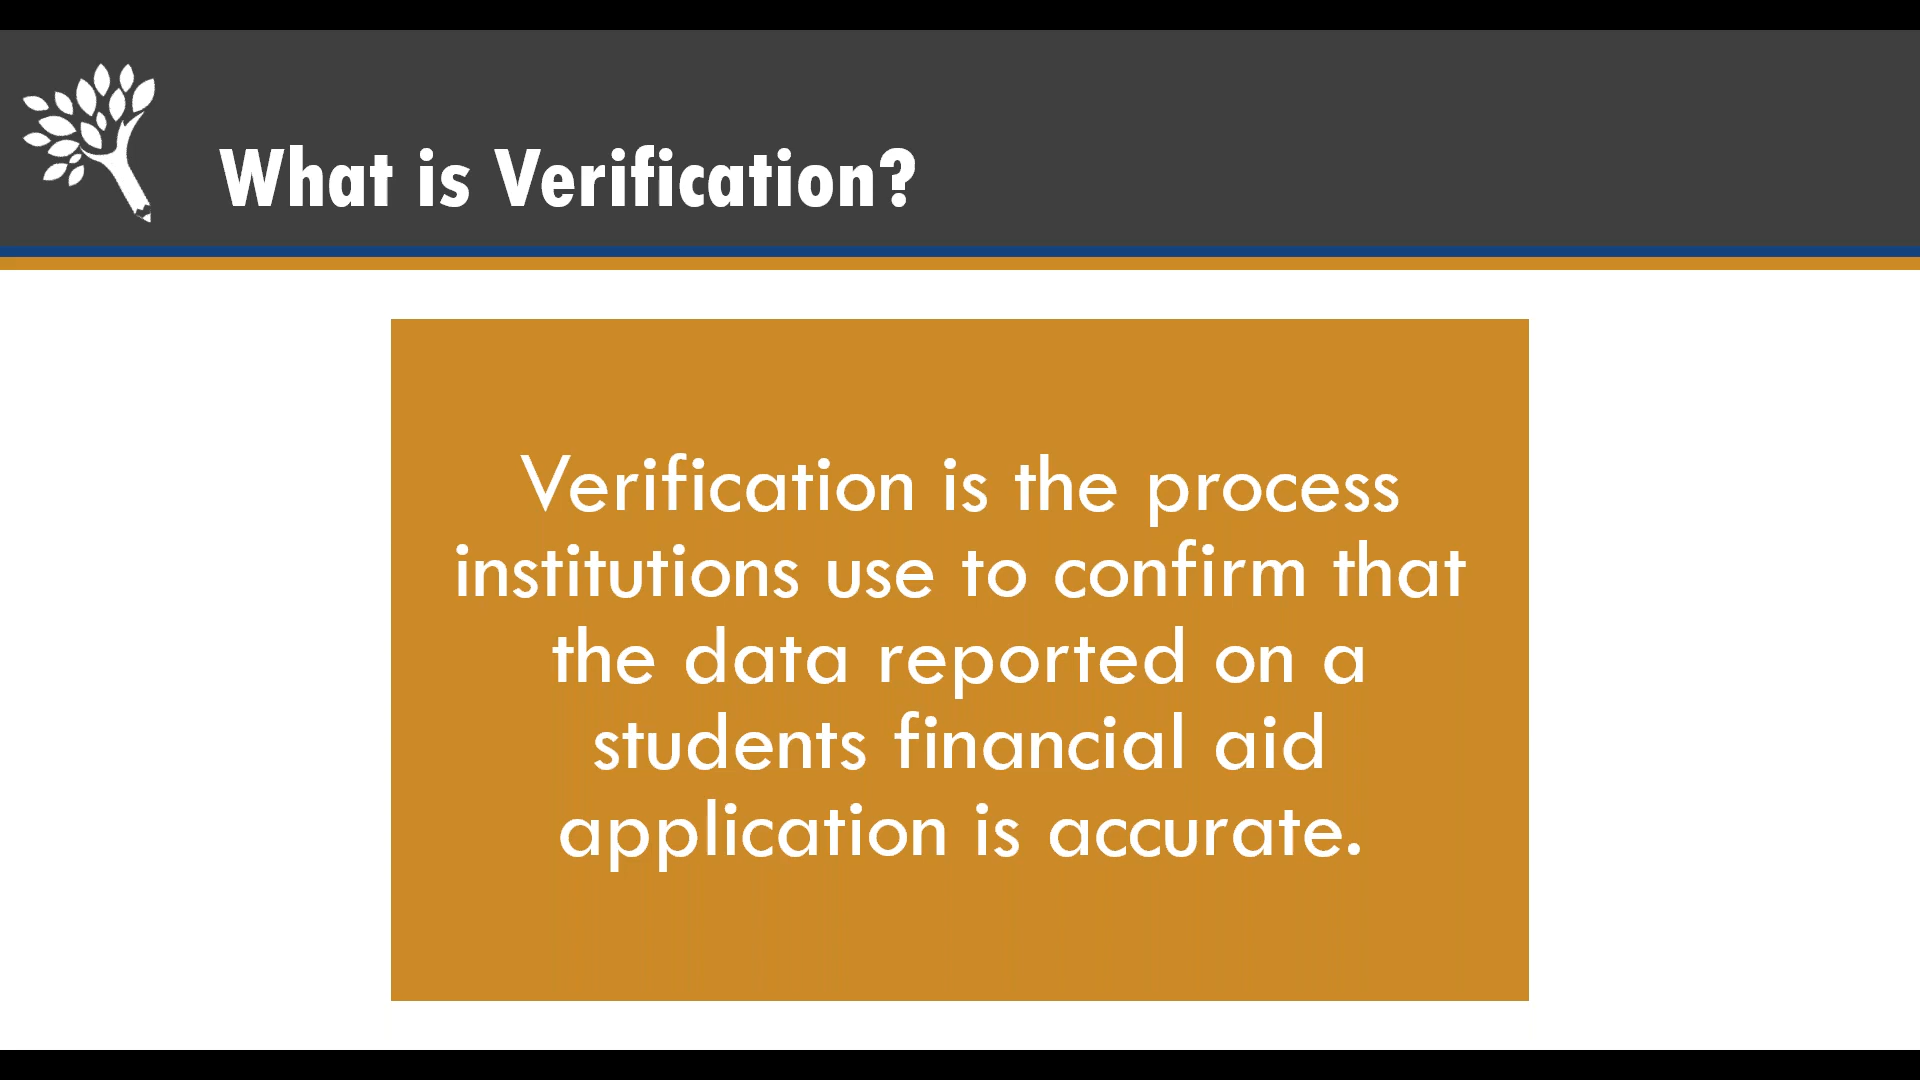 What is Verification?
Verification is the process
institutions use to confirm that
the data reported on a
students financial aid
application is accurate.